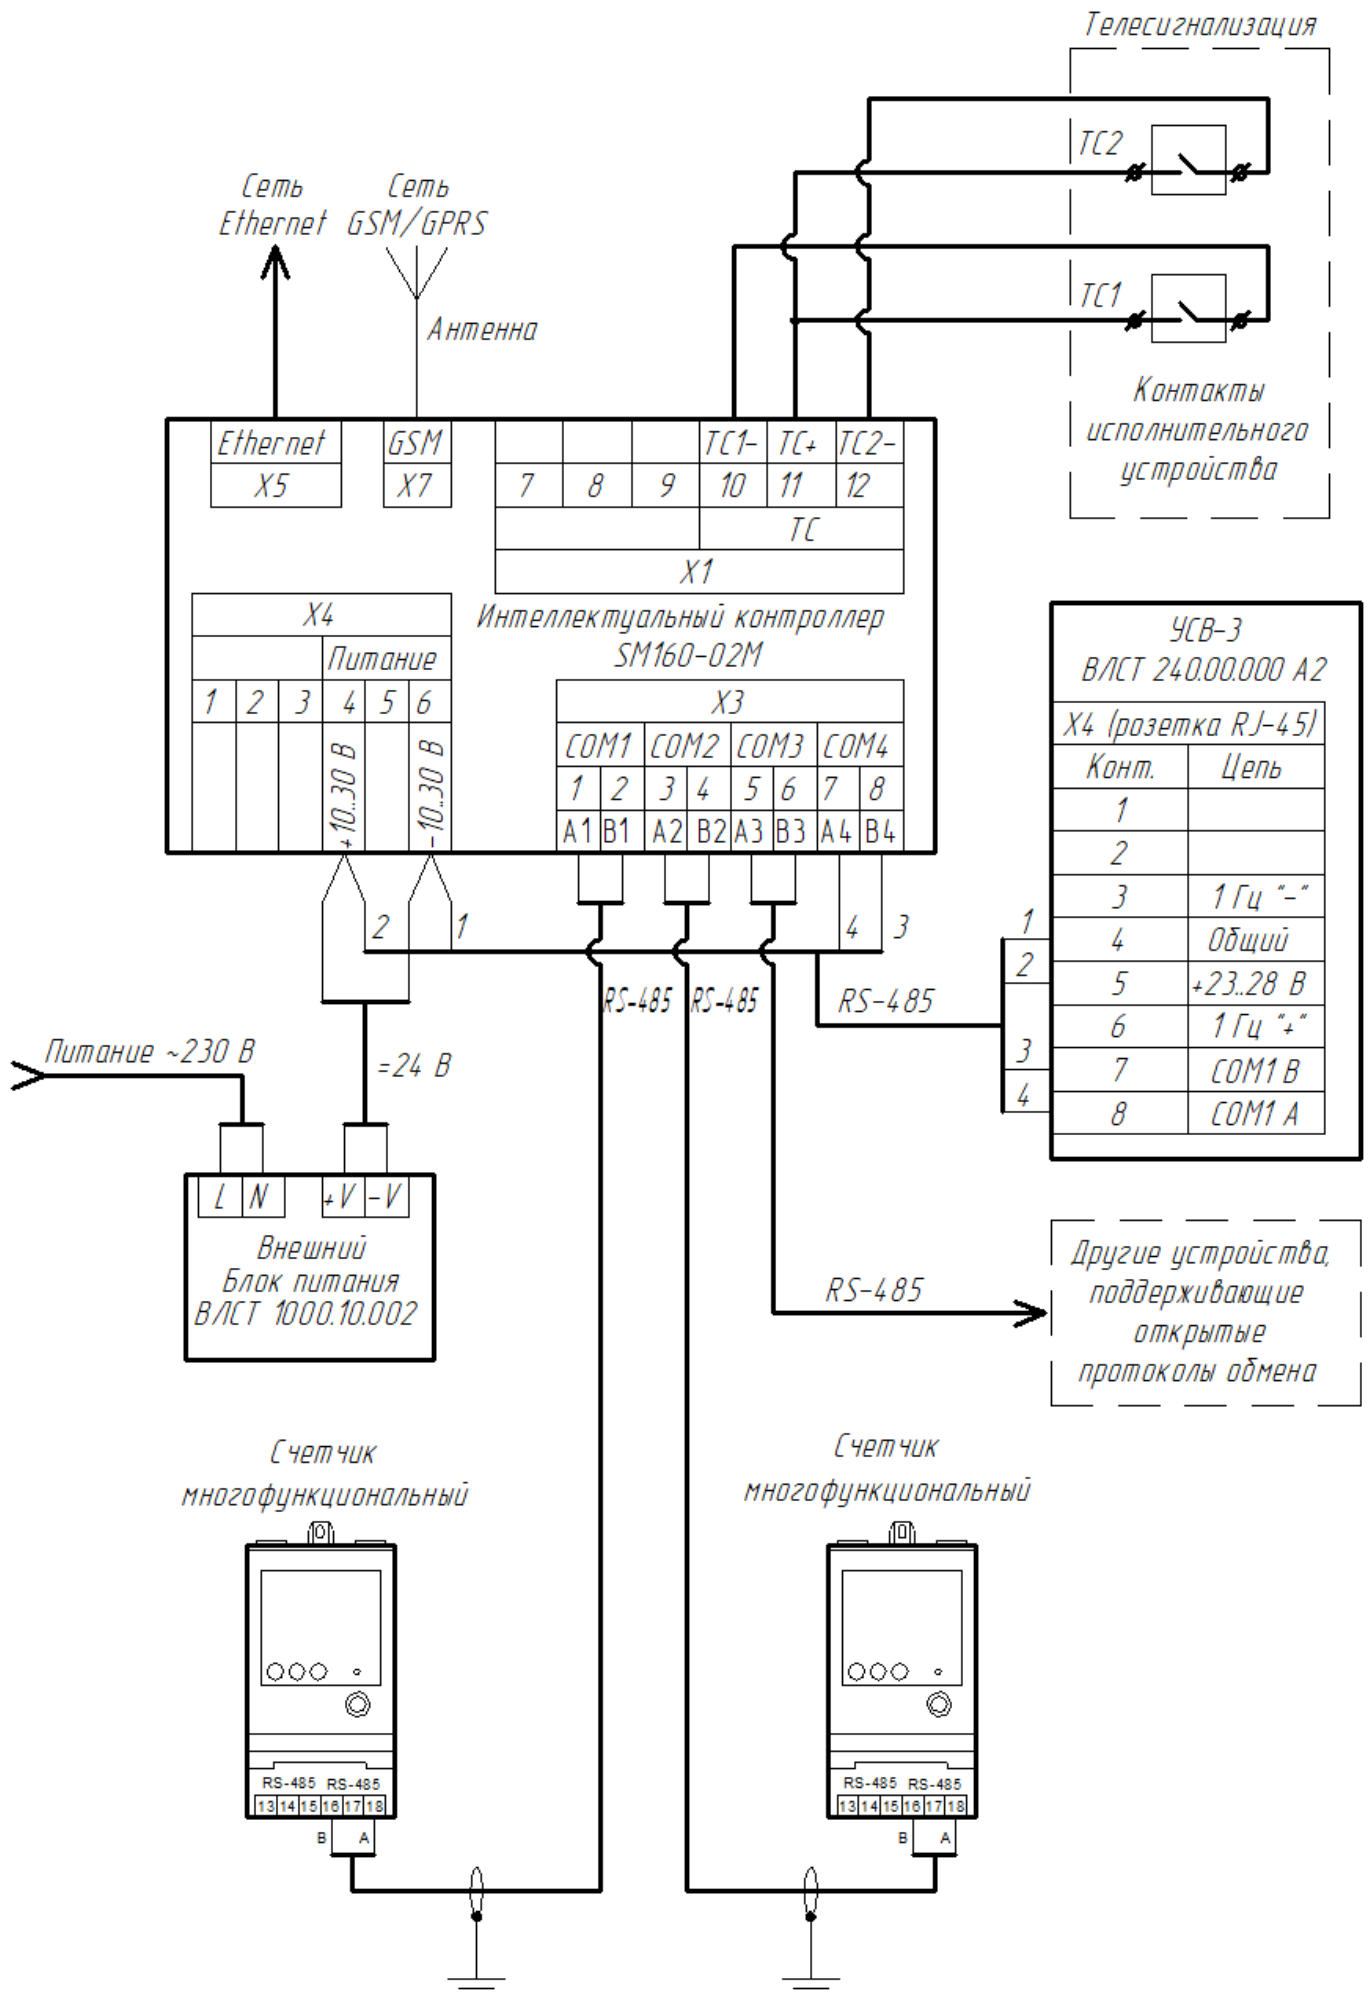 Телесигнализация
ТС2
Сеть
Ethernet
Сеть
GSM/GPRS
ТС1
Антенна
Контакты
исполнительного
устройства
Ethernet
X5
GSM
X7
ТС1- ТС+ ТС2-
7 8 9 10 11 12
ТС
X1
Интеллектуальный контроллер
SM160-02M
X4
Питание
1 2 3 4 5 6
+10..30 В
-10..30 В
X3
COM1 COM2 COM3 COM4
1 2 3 4 5 6 7 8
A1 B1 A2 B2 A3 B3 A4 B4
УСВ-3
ВЛСТ 240.00.000 А2
X4 (розетка RJ-45)
Конт. Цепь
1
2
3 1 Гц "-"
4 Общий
5 +23..28 В
6 1 Гц "+"
7 COM1 B
8 COM1 A
1
2
3
4
2
1
4
3
RS-485
RS-485
RS-485
Питание ~230 В
=24 В
L N +V -V
Внешний
Блок питания
ВЛСТ 1000.10.002
RS-485
Другие устройства,
поддерживающие
открытые
протоколы обмена
Счетчик
многофункциональный
RS-485 RS-485
13 14 15 16 17 18
B A
Счетчик
многофункциональный
RS-485 RS-485
13 14 15 16 17 18
B A